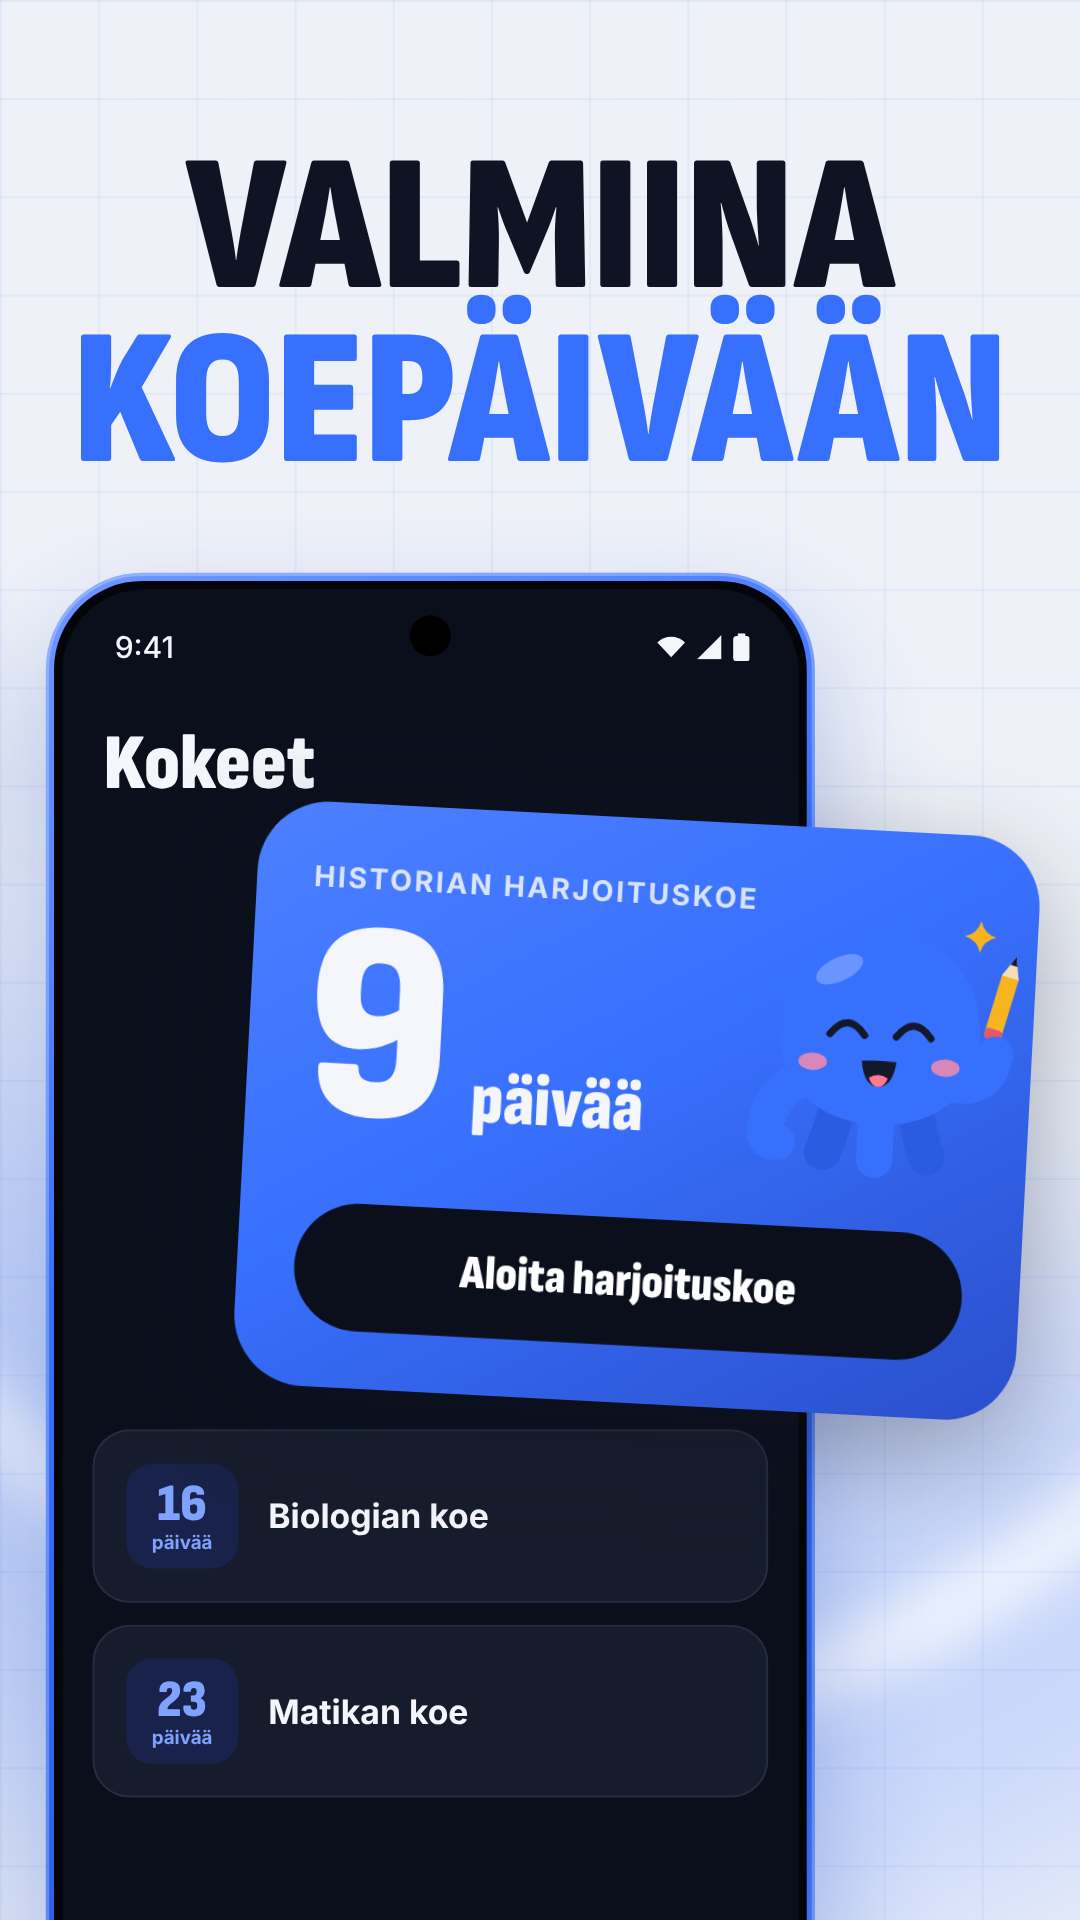 VALMIINA
KOEPÄIVÄÄN
9:41
Kokeet
HISTORIAN HARJOITUSKOE
9 päivää
Aloita harjoituskoe
16
päivää
Biologian koe
23
päivää
Matikan koe